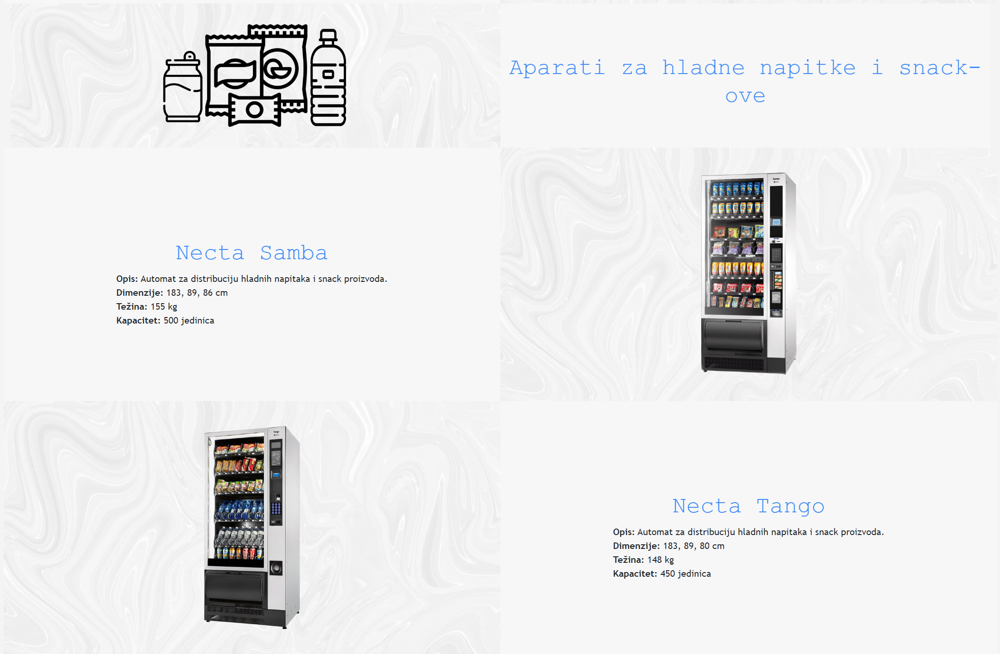 Aparati za hladne napitke i snack-
ove
Necta Samba
Opis: Automat za distribuciju hladnih napitaka i snack proizvoda.
Dimenzije: 183, 89, 86 cm
Težina: 155 kg
Kapacitet: 500 jedinica
Samba
Tango
Necta Tango
Opis: Automat za distribuciju hladnih napitaka i snack proizvoda.
Dimenzije: 183, 89, 80 cm
Težina: 148 kg
Kapacitet: 450 jedinica